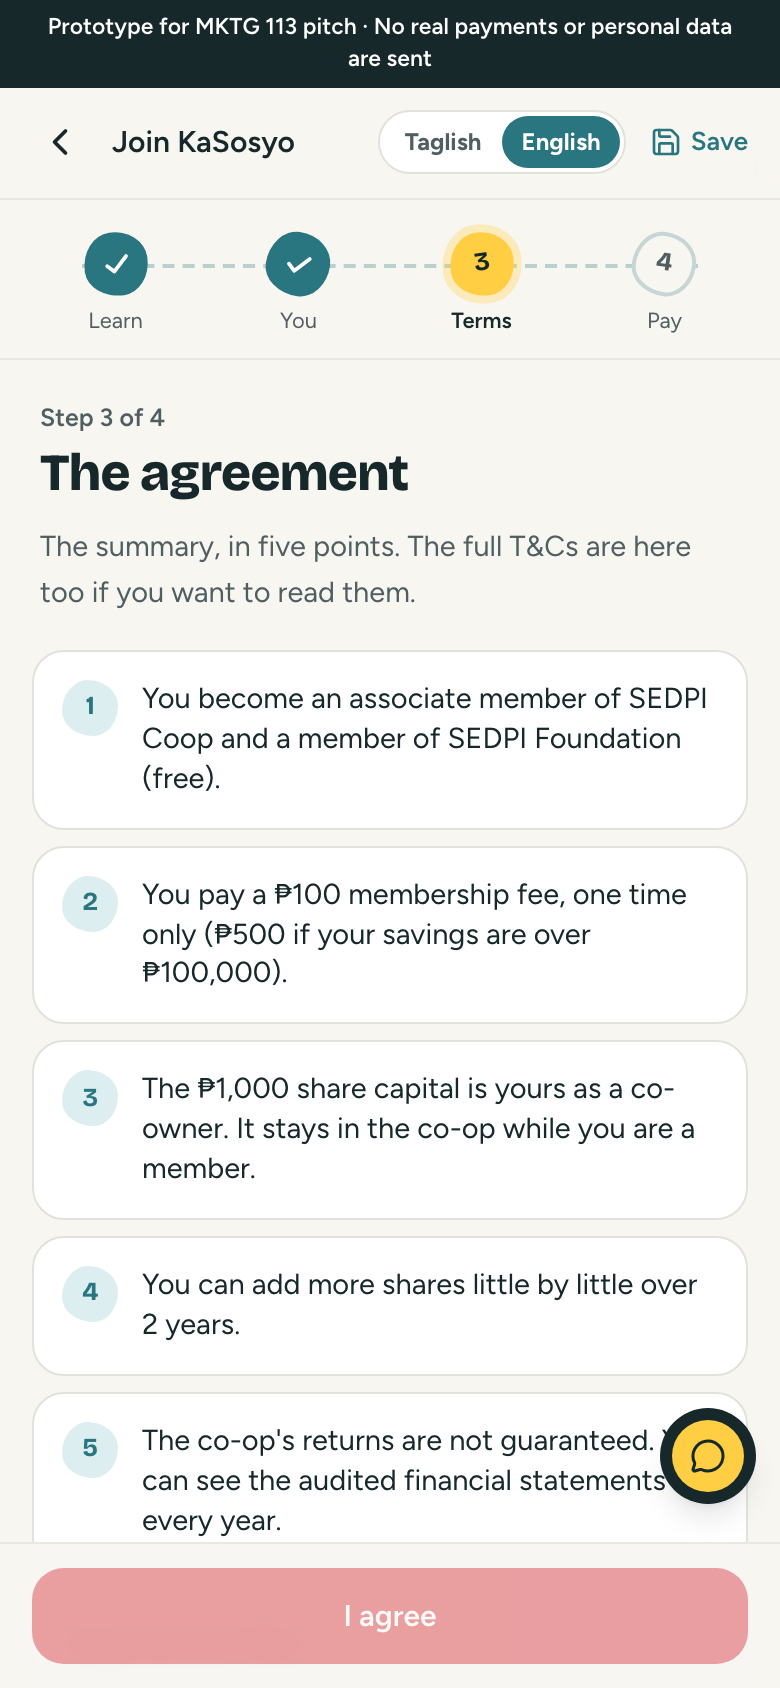 Prototype for MKTG 113 pitch · No real payments or personal data
are sent
Join KaSosyo
Taglish
English
Save
3
4
Learn
You
Terms
Pay
Step 3 of 4
The agreement
The summary, in five points. The full T&Cs are here
too if you want to read them.
1
You become an associate member of SEDPI
Coop and a member of SEDPI Foundation
(free).
2
You pay a ₱100 membership fee, one time
only (₱500 if your savings are over
₱100,000).
3
The ₱1,000 share capital is yours as a co-
owner. It stays in the co-op while you are a
member.
4
You can add more shares little by little over
2 years.
5
The co-op's returns are not guaranteed.
can see the audited financial statements
every year.
I agree